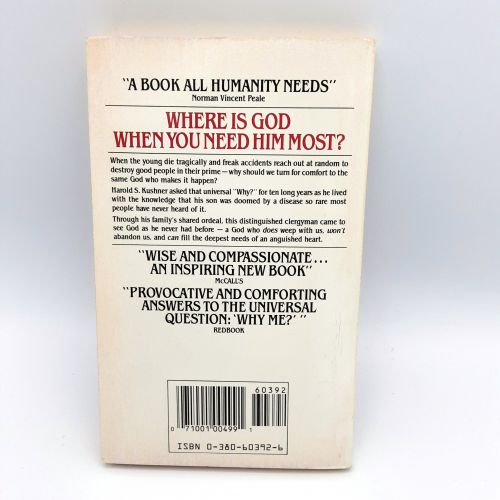 "A BOOK ALL HUMANITY NEEDS"
Norman Vincent Peale
WHERE IS GOD
WHEN YOU NEED HIM MOST?
When the young die tragically and freak accidents reach out at random to
destroy good people in their prime—why should we turn for comfort to the
same God who makes it happen?
Harold S. Kushner asked that universal "Why?" for ten long years as he lived
with the knowledge that his son was doomed by a disease so rare most
people have never heard of it.
Through his family's shared ordeal, this distinguished clergyman came to
see God as he never had before – a God who does weep with us, won't
abandon us, and can fill the deepest needs of an anguished heart.
"WISE AND COMPASSIONATE...
AN INSPIRING NEW BOOK"
McCALL'S
"PROVOCATIVE AND COMFORTING
ANSWERS TO THE UNIVERSAL
QUESTION: 'WHY ME?' "
REDBOOK
60392
0 71001 00499 1
ISBN 0-380-60392-6